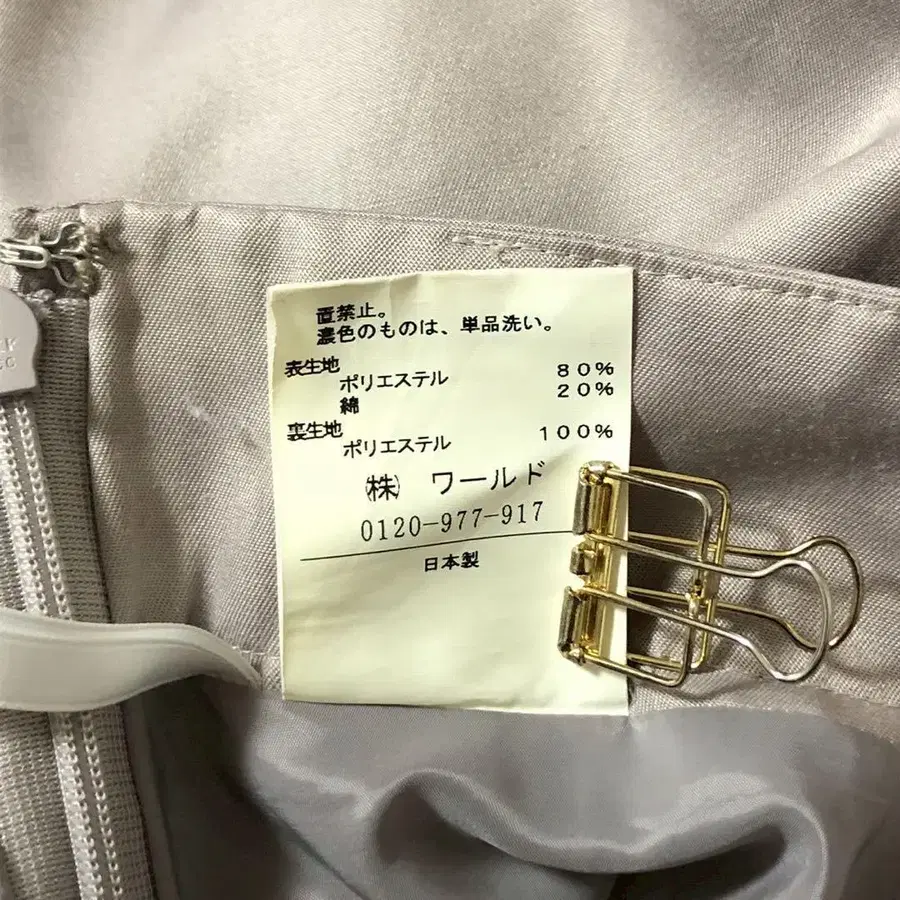 置禁止。
濃色のものは、単品洗い。
表生地
ポリエステル 80%
綿 20%
裏生地
ポリエステル 100%
㈱ ワールド
0120-977-917
日本製